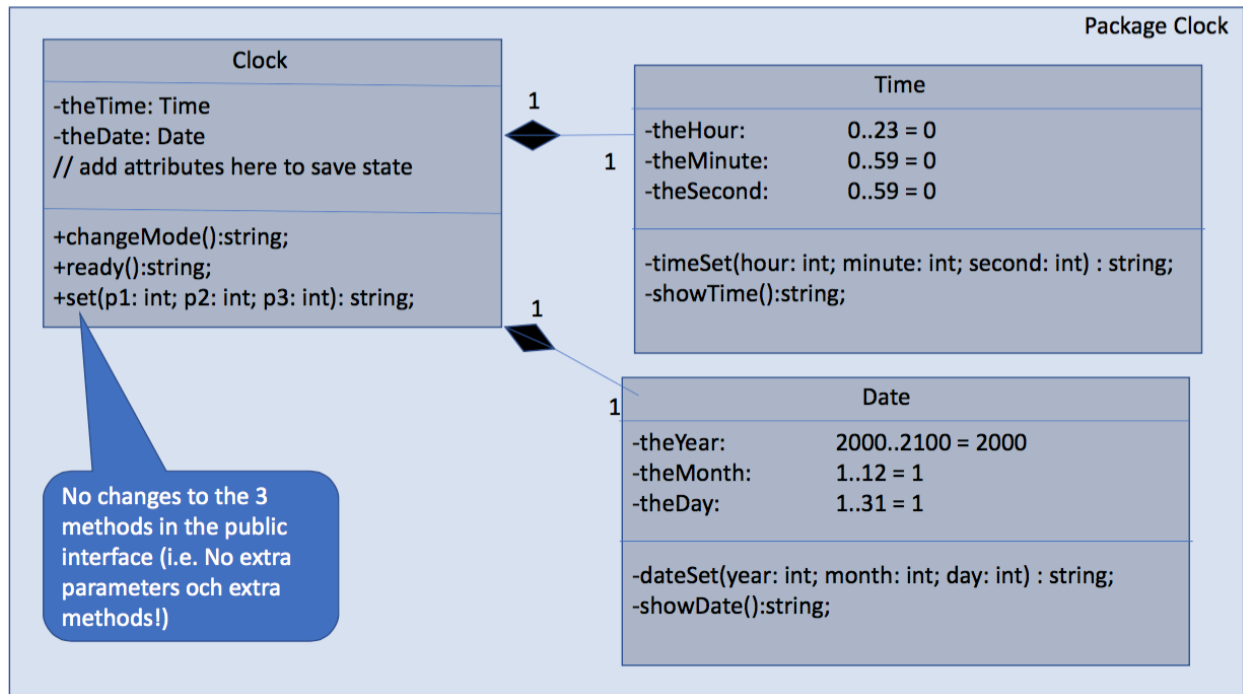 Package Clock
Clock
-theTime: Time
-theDate: Date
// add attributes here to save state
+changeMode():string;
+ready():string;
+set(p1: int; p2: int; p3: int): string;
1
1
Time
-theHour: 0..23 = 0
-theMinute: 0..59 = 0
-theSecond: 0..59 = 0
-timeSet(hour: int; minute: int; second: int) : string;
-showTime():string;
1
1
Date
-theYear: 2000..2100 = 2000
-theMonth: 1..12 = 1
-theDay: 1..31 = 1
-dateSet(year: int; month: int; day: int) : string;
-showDate():string;
No changes to the 3
methods in the public
interface (i.e. No extra
parameters och extra
methods!)